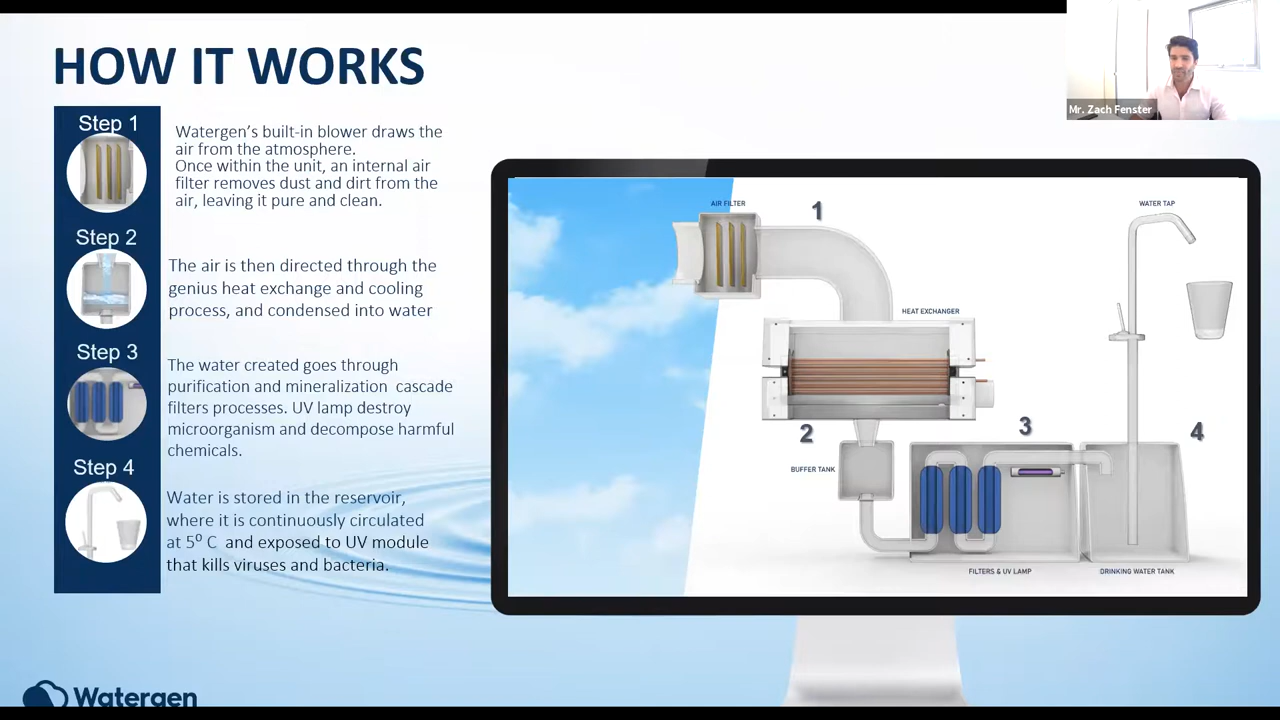 HOW IT WORKS
Mr. Zach Fenster
Step 1
Watergen's built-in blower draws the
air from the atmosphere.
Once within the unit, an internal air
filter removes dust and dirt from the
air, leaving it pure and clean.
Step 2
The air is then directed through the
genius heat exchange and cooling
process, and condensed into water
Step 3
The water created goes through
purification and mineralization cascade
filters processes. UV lamp destroy
microorganism and decompose harmful
chemicals.
Step 4
Water is stored in the reservoir,
where it is continuously circulated
at 5⁰ C and exposed to UV module
that kills viruses and bacteria.
AIR FILTER
1
WATER TAP
HEAT EXCHANGER
2
3
4
BUFFER TANK
FILTERS & UV LAMP
DRINKING WATER TANK
Watergen